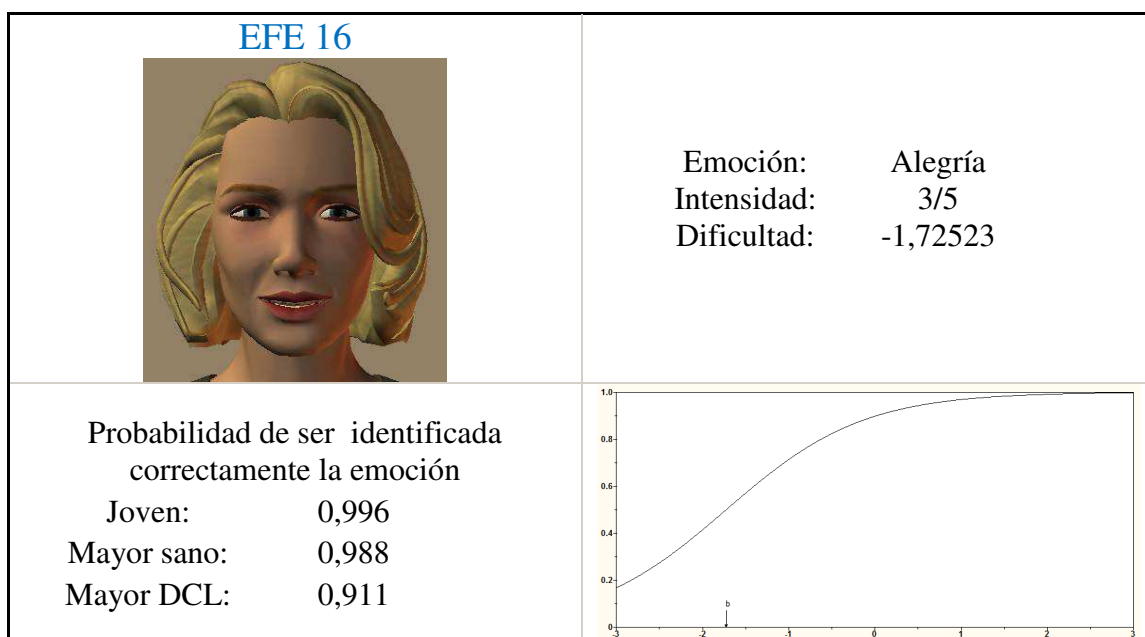 EFE 16
Emoción: Alegría
Intensidad: 3/5
Dificultad: -1,72523
Probabilidad de ser identificada
correctamente la emoción
Joven: 0,996
Mayor sano: 0,988
Mayor DCL: 0,911
1.0
0.8
0.6
0.4
0.2
0
b
-3 -2 -1 0 1 2 3